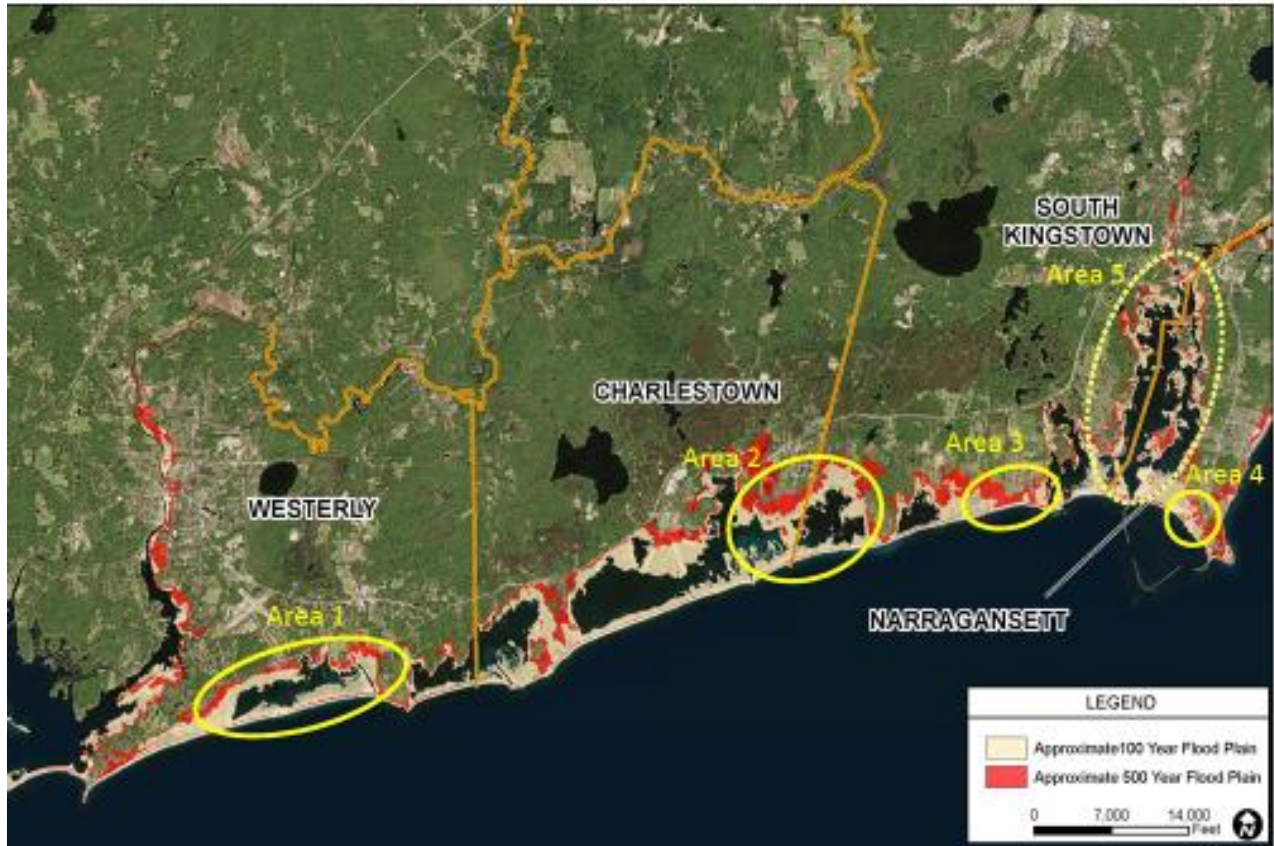 SOUTH
KINGSTOWN
Area 5
CHARLESTOWN
Area 2
Area 3
Area 4
WESTERLY
Area 1
NARRAGANSETT
LEGEND
Approximate100 Year Flood Plain
Approximate 500 Year Flood Plain
0 7,000 14,000
Feet
N